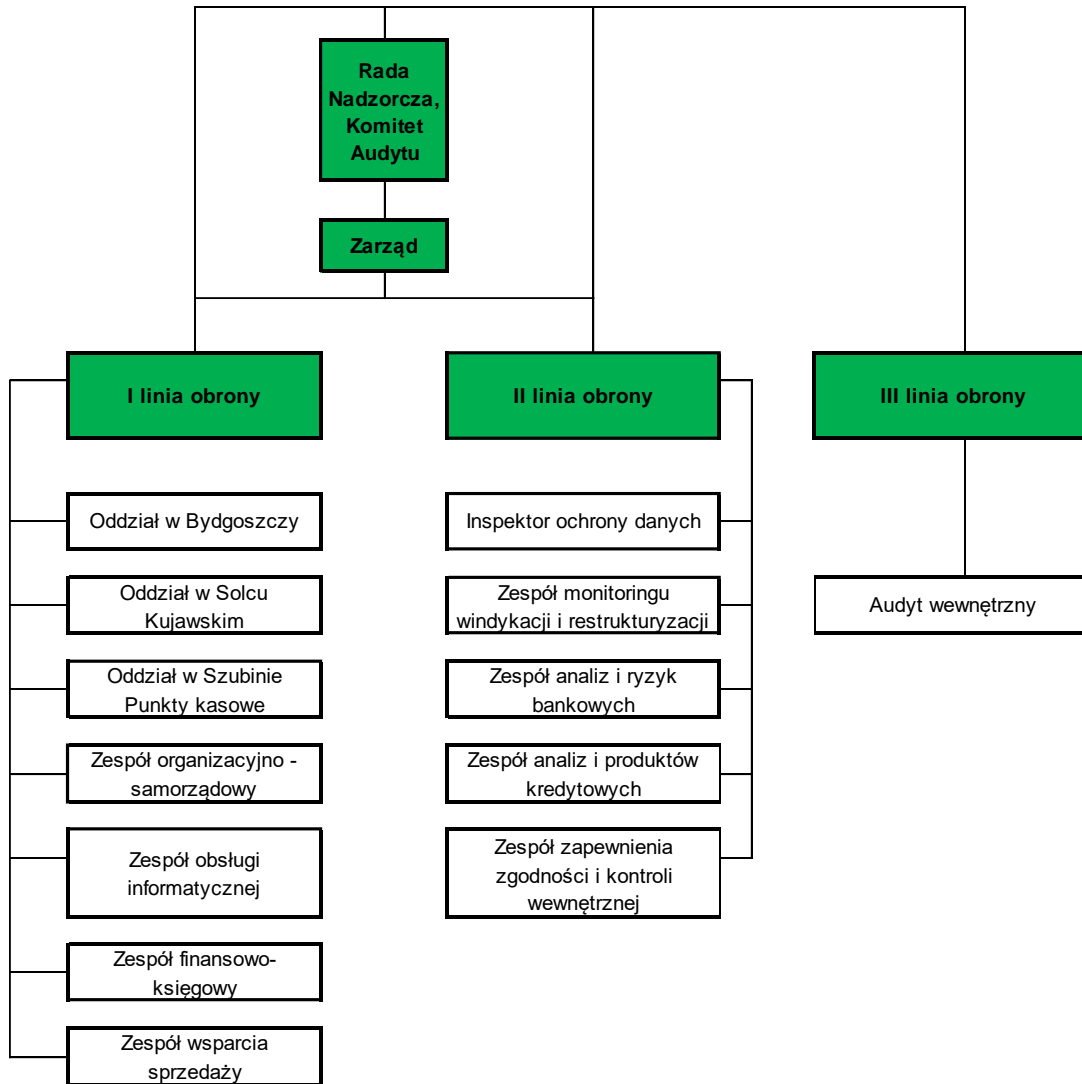 Rada
Nadzorcza,
Komitet
Audytu
Zarząd
I linia obrony
II linia obrony
III linia obrony
Oddział w Bydgoszczy
Oddział w Solcu
Kujawskim
Oddział w Szubinie
Punkty kasowe
Zespół organizacyjno -
samorządowy
Zespół obsługi
informatycznej
Zespół finansowo-
księgowy
Zespół wsparcia
sprzedaży
Inspektor ochrony danych
Zespół monitoringu
windykacji i restrukturyzacji
Zespół analiz i ryzyk
bankowych
Zespół analiz i produktów
kredytowych
Zespół zapewnienia
zgodności i kontroli
wewnętrznej
Audyt wewnętrzny